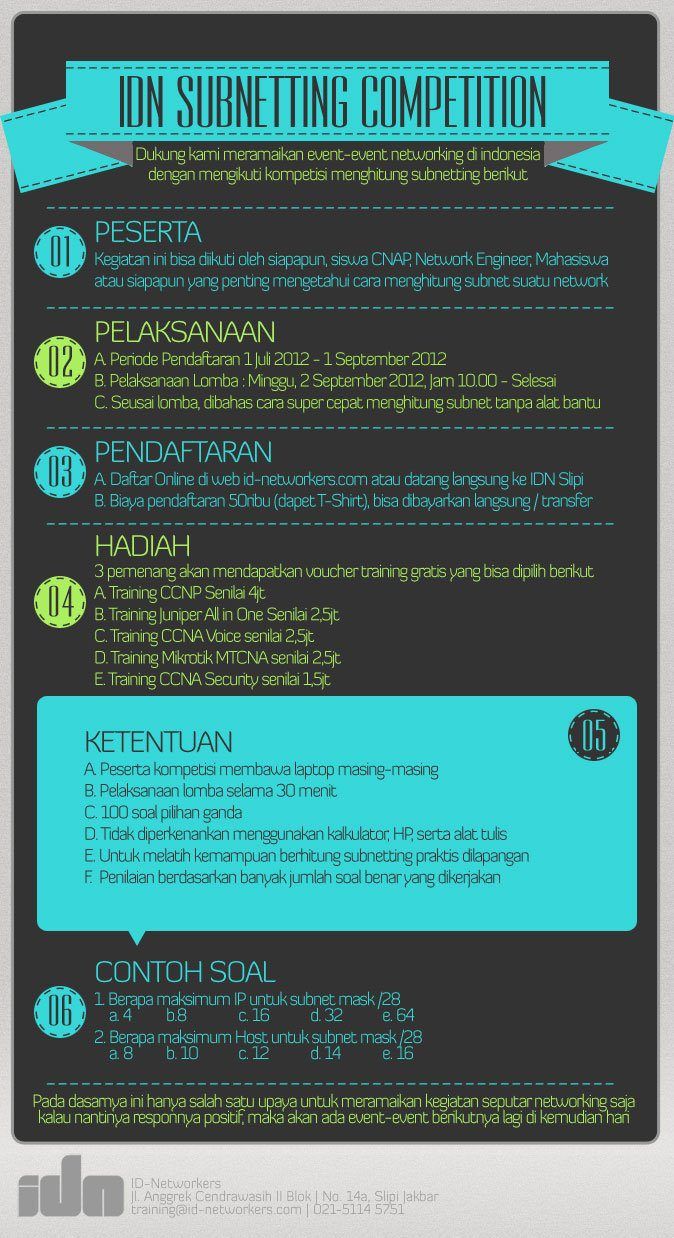 IDN SUBNETTING COMPETITION
Dukung kami meramaikan event-event networking di indonesia
dengan mengikuti kompetisi menghitung subnetting berikut
01
PESERTA
Kegiatan ini bisa diikuti oleh siapapun, siswa CNAP, Network Engineer, Mahasiswa
atau siapapun yang penting mengetahui cara menghitung subnet suatu network
02
PELAKSANAAN
A. Periode Pendaftaran 1 Juli 2012 - 1 September 2012
B. Pelaksanaan Lomba : Minggu, 2 September 2012, Jam 10.00 - Selesai
C. Seusai lomba, dibahas cara super cepat menghitung subnet tanpa alat bantu
03
PENDAFTARAN
A. Daftar Online di web id-networkers.com atau datang langsung ke IDN Slipi
B. Biaya pendaftaran 50ribu (dapet T-Shirt), bisa dibayarkan langsung / transfer
04
HADIAH
3 pemenang akan mendapatkan voucher training gratis yang bisa dipilih berikut
A. Training CCNP Senilai 4jt
B. Training Juniper All in One Senilai 2,5jt
C. Training CCNA Voice senilai 2,5jt
D. Training Mikrotik MTCNA senilai 2,5jt
E. Training CCNA Security senilai 1,5jt
05
KETENTUAN
A. Peserta kompetisi membawa laptop masing-masing
B. Pelaksanaan lomba selama 30 menit
C. 100 soal pilihan ganda
D. Tidak diperkenankan menggunakan kalkulator, HP, serta alat tulis
E. Untuk melatih kemampuan berhitung subnetting praktis dilapangan
F. Penilaian berdasarkan banyak jumlah soal benar yang dikerjakan
06
CONTOH SOAL
1. Berapa maksimum IP untuk subnet mask /28
a. 4 b.8 c. 16 d. 32 e. 64
2. Berapa maksimum Host untuk subnet mask /28
a. 8 b. 10 c. 12 d. 14 e. 16
Pada dasarnya ini hanya salah satu upaya untuk meramaikan kegiatan seputar networking saja
kalau nantinya responnya positif, maka akan ada event-event berikutnya lagi di kemudian hari
idn
ID-Networkers
Jl. Anggrek Cendrawasih II Blok | No. 14a, Slipi Jakbar
training@id-networkers.com | 021-5114 5751